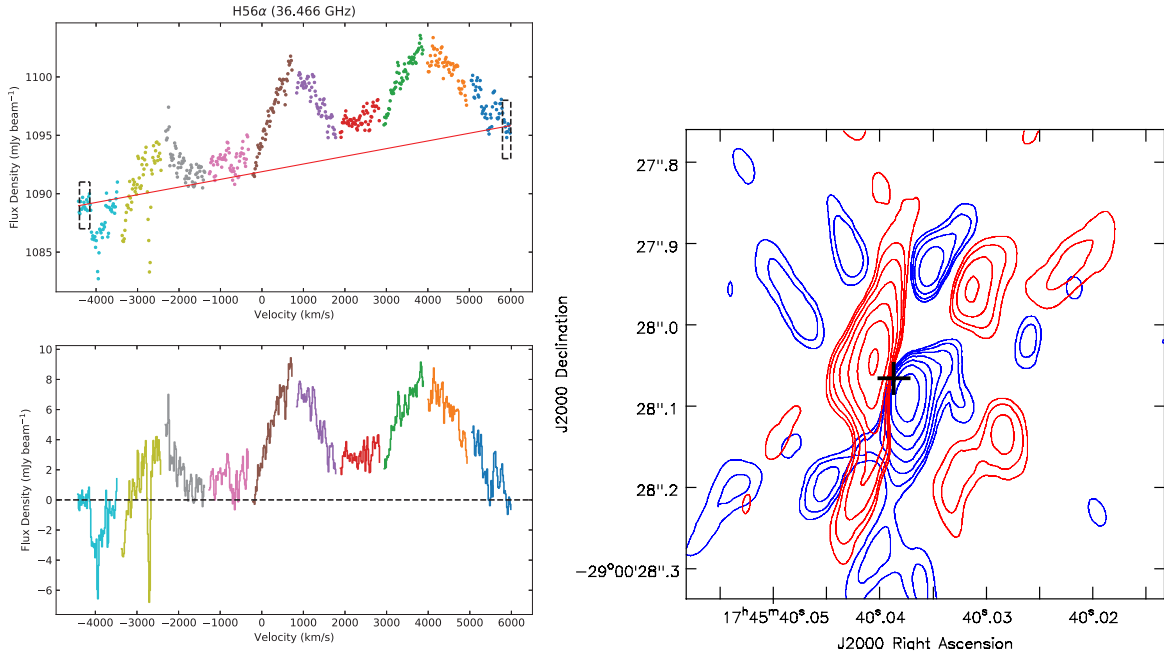 H56α (36.466 GHz)
Flux Density (mJy beam⁻¹)
1100
1095
1090
1085
−4000 −3000 −2000 −1000 0 1000 2000 3000 4000 5000 6000
Velocity (km/s)
Flux Density (mJy beam⁻¹)
10
8
6
4
2
0
−2
−4
−6
−4000 −3000 −2000 −1000 0 1000 2000 3000 4000 5000 6000
Velocity (km/s)
J2000 Declination
27".8
27".9
28".0
28".1
28".2
−29°00'28".3
17ʰ45ᵐ40ˢ.05 40ˢ.04 40ˢ.03 40ˢ.02
J2000 Right Ascension